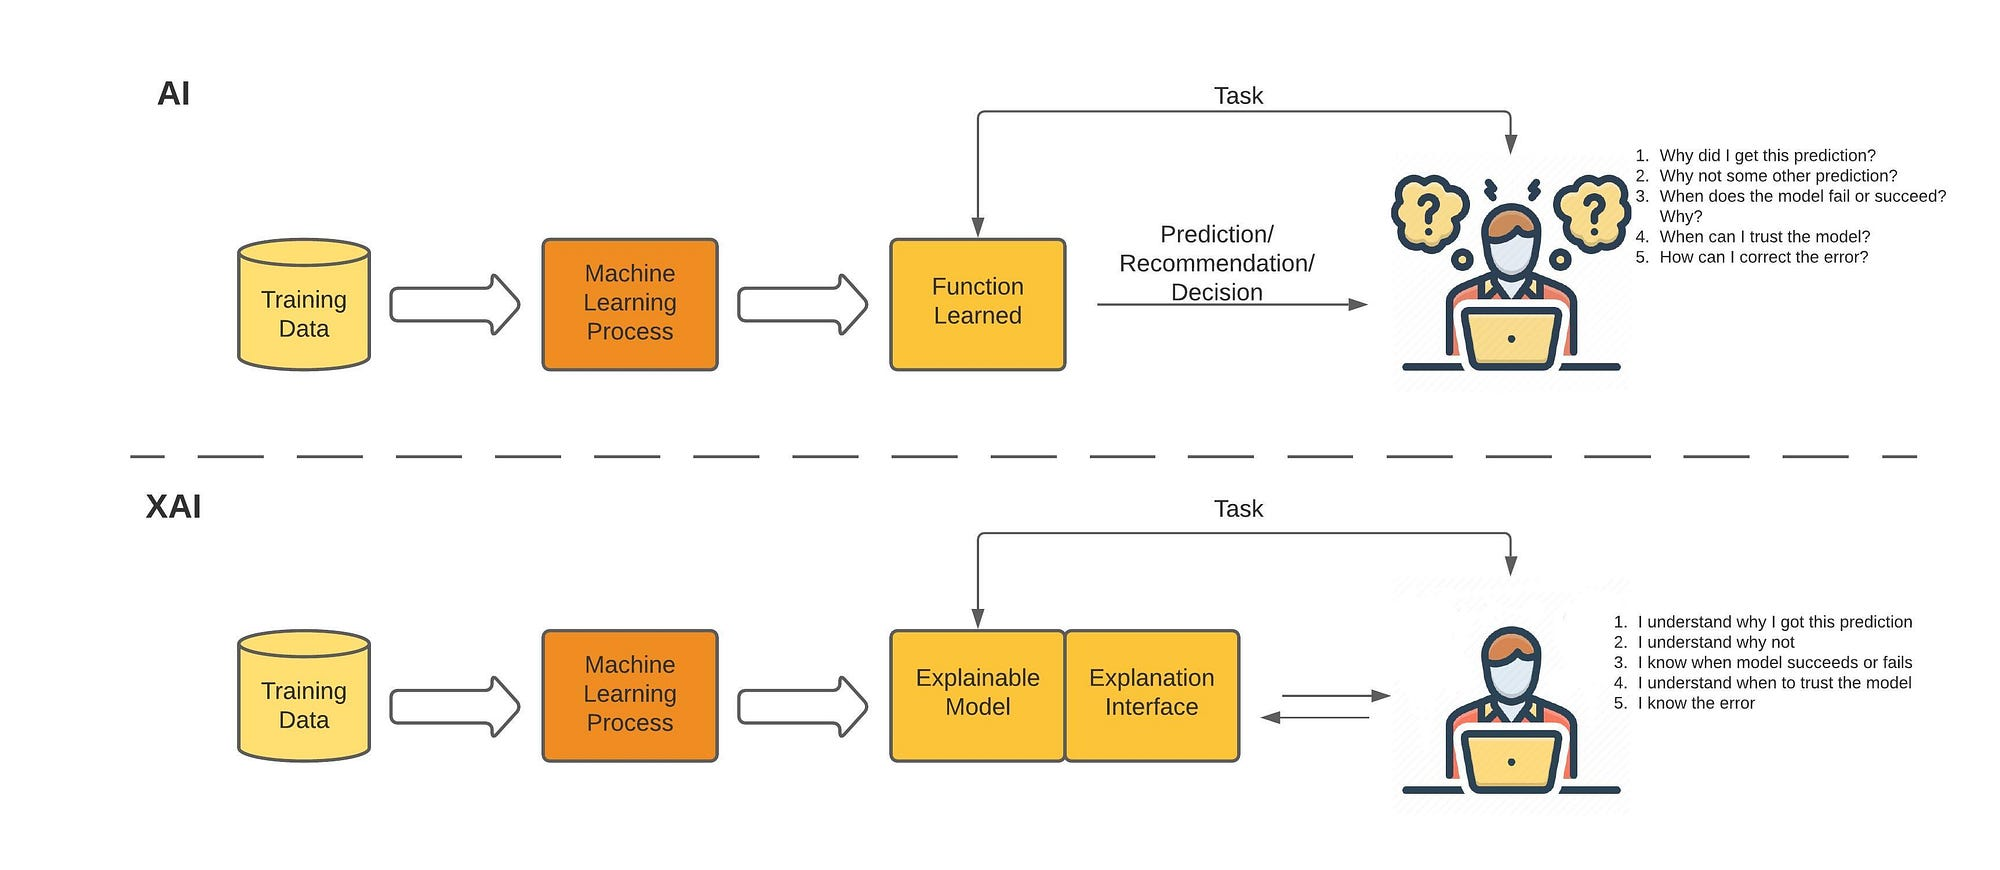 AI
Task
1. Why did I get this prediction?
2. Why not some other prediction?
3. When does the model fail or succeed?
Why?
4. When can I trust the model?
5. How can I correct the error?
Training
Data
Machine
Learning
Process
Function
Learned
Prediction/
Recommendation/
Decision
? ?
XAI
Task
Training
Data
Machine
Learning
Process
Explainable
Model
Explanation
Interface
1. I understand why I got this prediction
2. I understand why not
3. I know when model succeeds or fails
4. I understand when to trust the model
5. I know the error